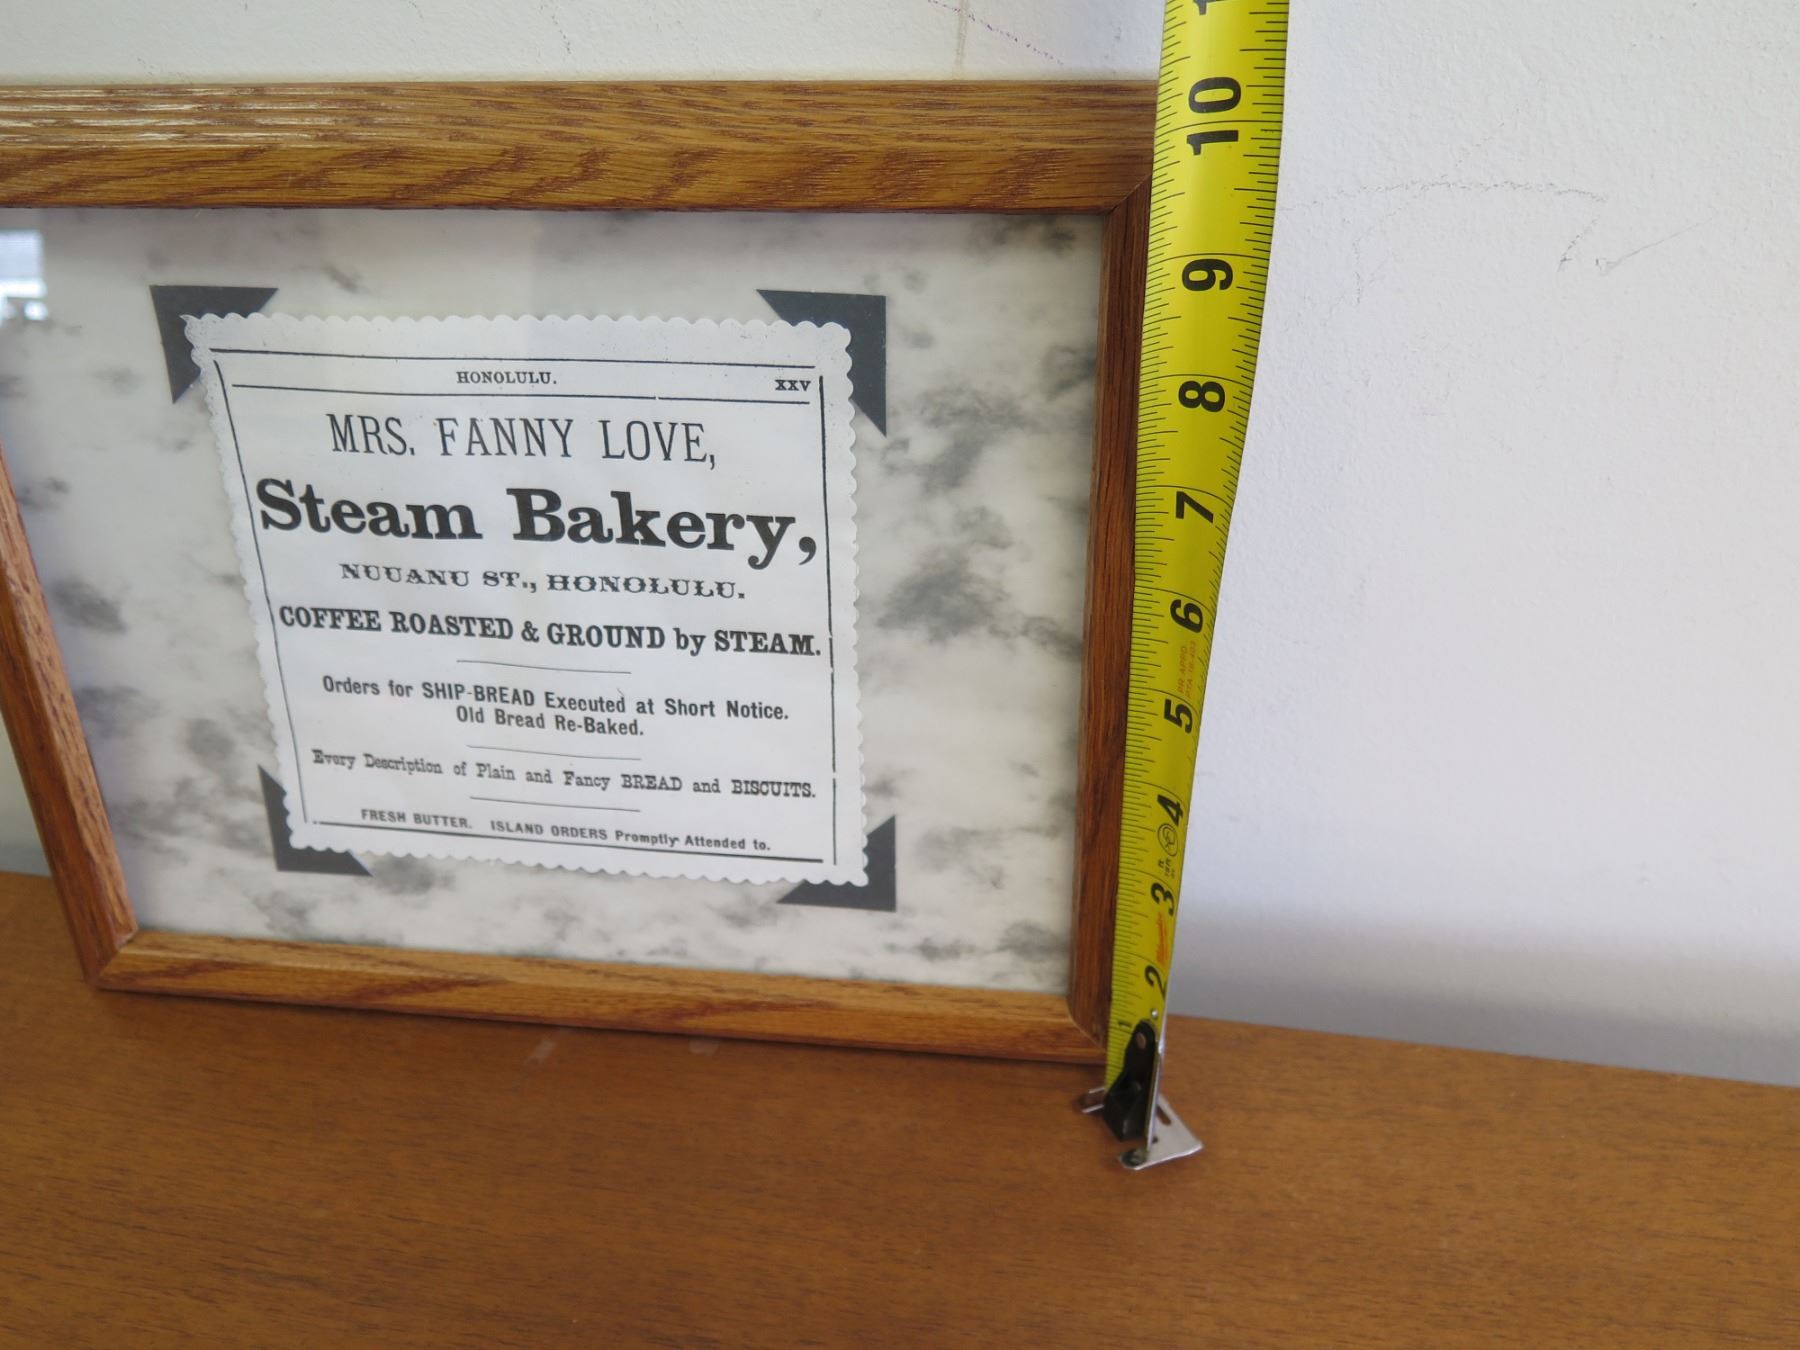 HONOLULU. XXV
MRS. FANNY LOVE,
Steam Bakery,
NUUANU ST., HONOLULU.
COFFEE ROASTED & GROUND by STEAM.
Orders for SHIP-BREAD Executed at Short Notice.
Old Bread Re-Baked.
Every Description of Plain and Fancy BREAD and BISCUITS.
FRESH BUTTER. ISLAND ORDERS Promptly Attended to.
10
9
8
7
6
5
4
3
2
1